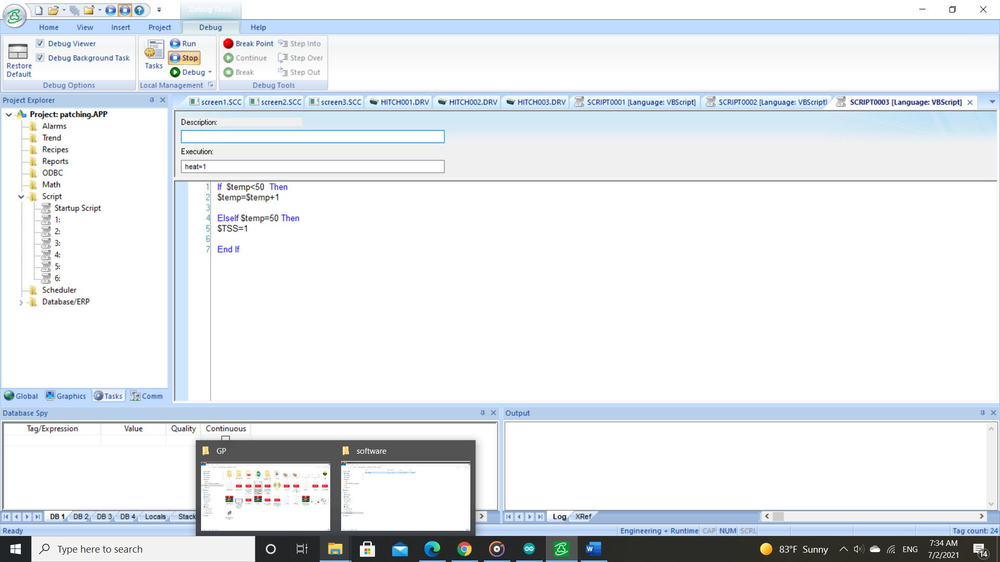 Debug Tools
Home View Insert Project Debug Help
Debug Viewer
Debug Background Task
Restore Default
Debug Options
Tasks
Run
Stop
Debug
Local Management
Break Point
Continue
Break
Step Into
Step Over
Step Out
Debug Tools
Project Explorer
screen1.SCC screen2.SCC screen3.SCC HITCH001.DRV HITCH002.DRV HITCH003.DRV SCRIPT0001 [Language: VBScript] SCRIPT0002 [Language: VBScript] SCRIPT0003 [Language: VBScript]
Project: patching.APP
Alarms
Trend
Recipes
Reports
ODBC
Math
Script
Startup Script
1:
2:
3:
4:
5:
6:
Scheduler
Database/ERP
Global Graphics Tasks Comm
Description:
Execution:
heat=1
1 If $temp<50 Then
2 $temp=$temp+1
3
4 ElseIf $temp=50 Then
5 $TSS=1
6
7 End If
Database Spy
Tag/Expression Value Quality Continuous
DB 1 DB 2 DB 3 DB 4 Locals Stack
GP
software
Output
Log XRef
Ready
Engineering + Runtime CAP NUM SCRL Tag count: 24
Type here to search
83°F Sunny
ENG
7:34 AM
7/2/2021
14